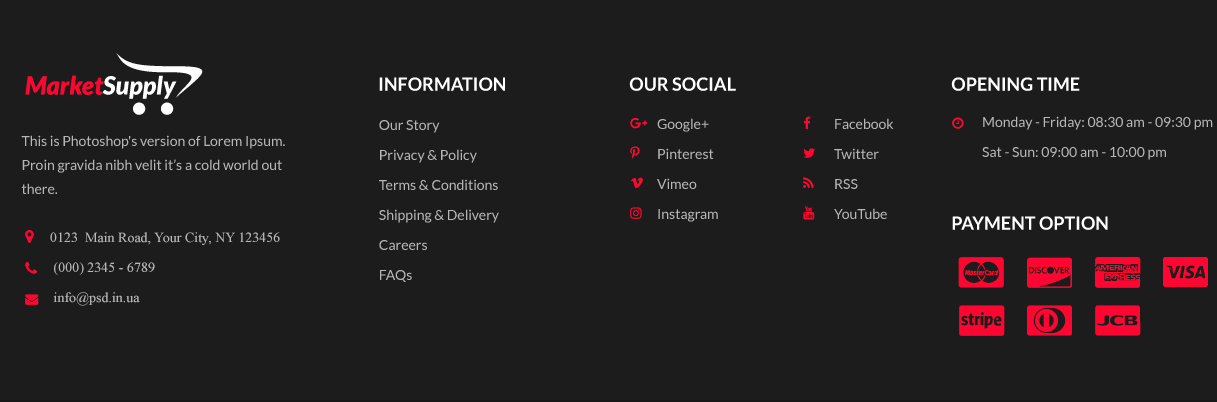 MarketSupply
This is Photoshop's version of Lorem Ipsum.
Proin gravida nibh velit it's a cold world out
there.
0123 Main Road, Your City, NY 123456
(000) 2345 - 6789
info@psd.in.ua
INFORMATION
Our Story
Privacy & Policy
Terms & Conditions
Shipping & Delivery
Careers
FAQs
OUR SOCIAL
Google+
Pinterest
Vimeo
Instagram
Facebook
Twitter
RSS
YouTube
OPENING TIME
Monday - Friday: 08:30 am - 09:30 pm
Sat - Sun: 09:00 am - 10:00 pm
PAYMENT OPTION
MasterCard
DISCOVER
AMERICAN
EXPRESS
VISA
stripe
JCB